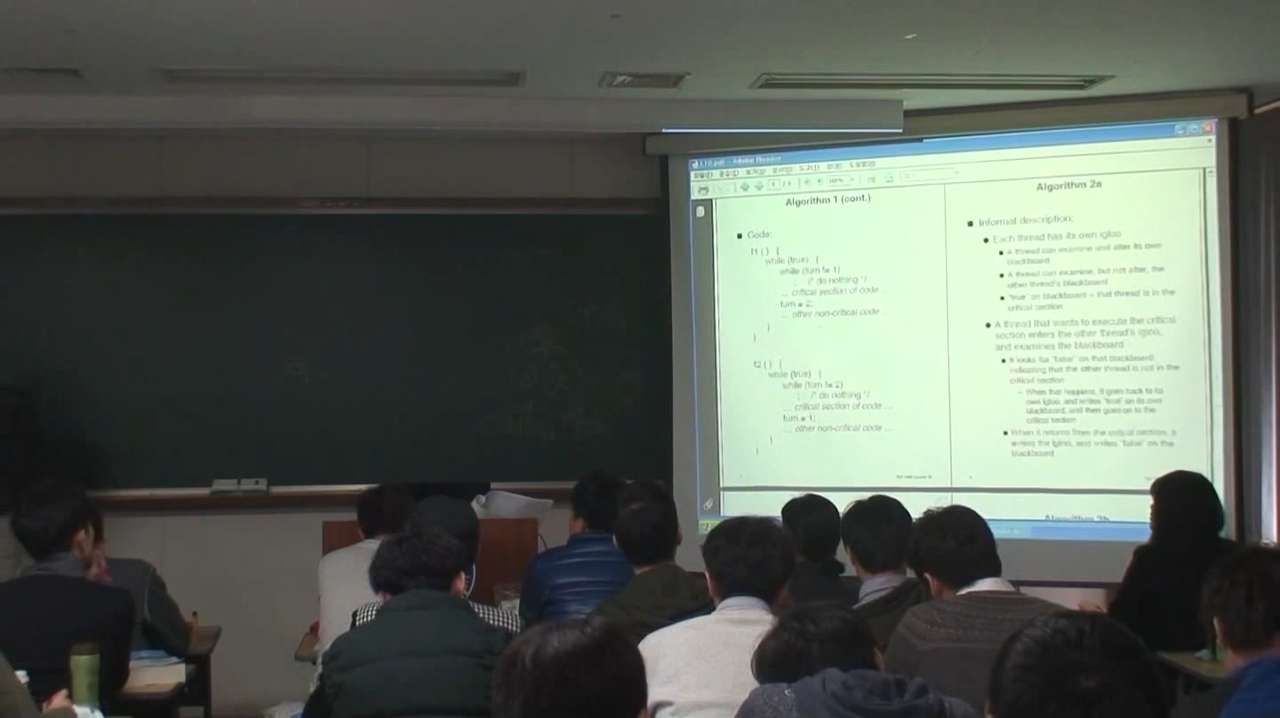 Algorithm 1 (cont.)
Code:
f1 ( ) {
while (true) {
while (turn != 1)
; /* do nothing */
... critical section of code
turn = 2;
... other non-critical code
}
}
f2 ( ) {
while (true) {
while (turn != 2)
; /* do nothing */
... critical section of code ...
turn = 1;
... other non-critical code ...
}
}
Algorithm 2a
Informal description:
Each thread has its own igloo
A thread can examine and alter its own
blackboard
A thread can examine, but not alter, the
other thread's blackboard
"true" on blackboard – that thread is in the
critical section
A thread that wants to execute the critical
section enters the other thread's igloo,
and examines the blackboard
It looks for "false" on that blackboard,
indicating that the other thread is not in the
critical section
– When that happens, it goes back to its
own igloo, and writes "true" on its own
blackboard, and then goes on to the
critical section
When it returns from the critical section, it
enters the igloo, and writes "false" on the
blackboard
Algorithm 2b